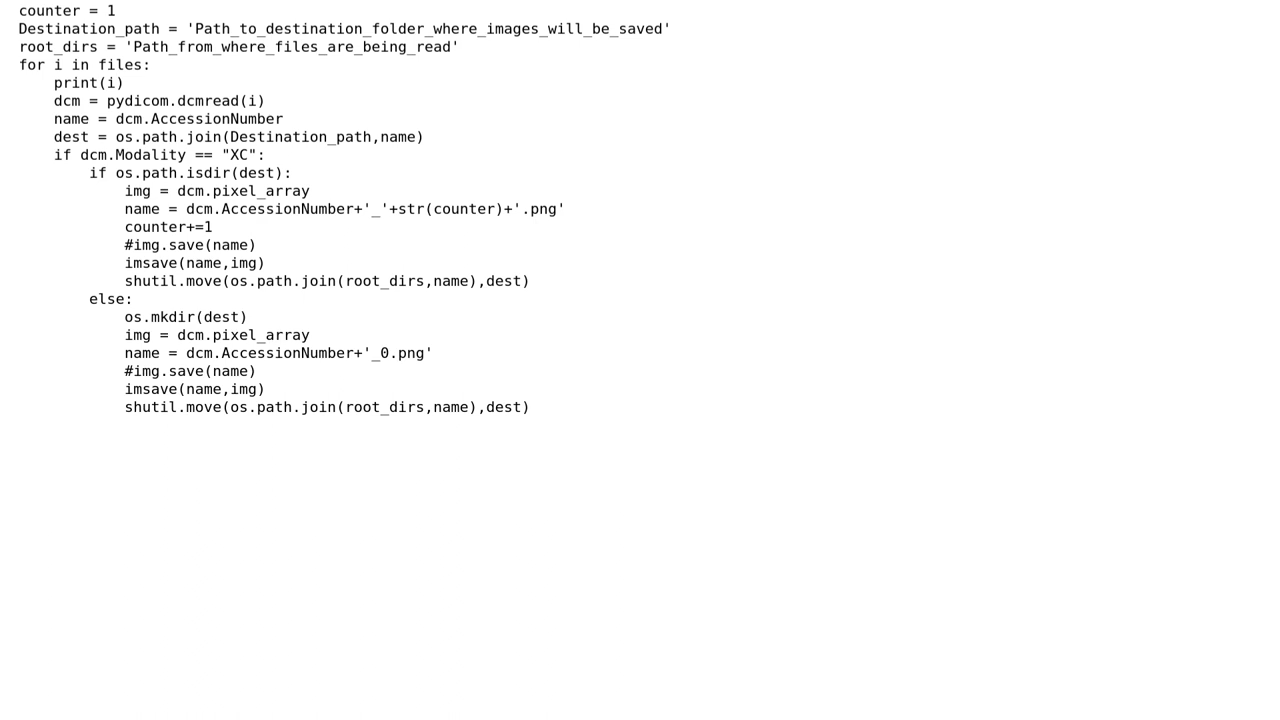 counter = 1
Destination_path = 'Path_to_destination_folder_where_images_will_be_saved'
root_dirs = 'Path_from_where_files_are_being_read'
for i in files:
    print(i)
    dcm = pydicom.dcmread(i)
    name = dcm.AccessionNumber
    dest = os.path.join(Destination_path,name)
    if dcm.Modality == "XC":
        if os.path.isdir(dest):
            img = dcm.pixel_array
            name = dcm.AccessionNumber+'_'+str(counter)+'.png'
            counter+=1
            #img.save(name)
            imsave(name,img)
            shutil.move(os.path.join(root_dirs,name),dest)
        else:
            os.mkdir(dest)
            img = dcm.pixel_array
            name = dcm.AccessionNumber+'_0.png'
            #img.save(name)
            imsave(name,img)
            shutil.move(os.path.join(root_dirs,name),dest)